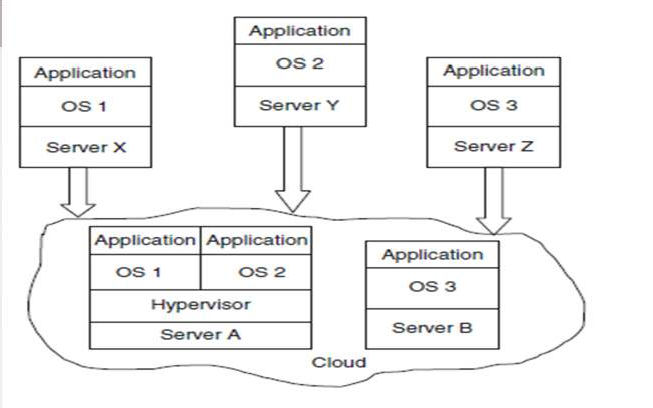 Application
OS 1
Server X
Application
OS 2
Server Y
Application
OS 3
Server Z
Application Application
OS 1 OS 2
Hypervisor
Server A
Application
OS 3
Server B
Cloud